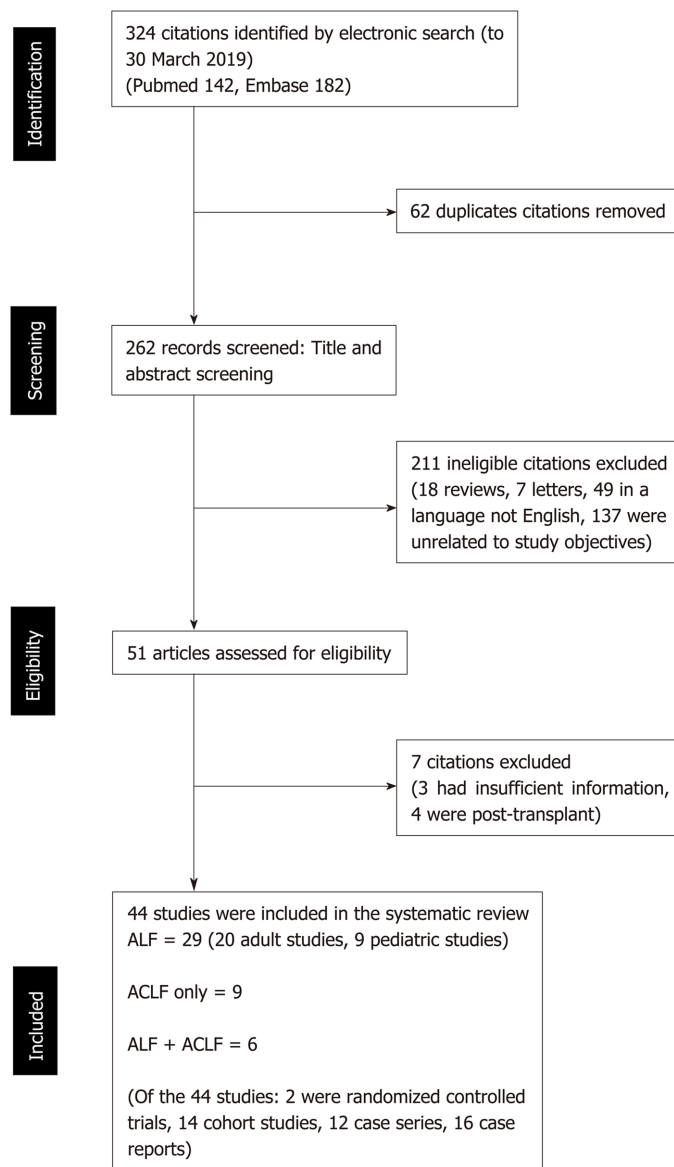 Identification
324 citations identified by electronic search (to
30 March 2019)
(Pubmed 142, Embase 182)
62 duplicates citations removed
Screening
262 records screened: Title and
abstract screening
211 ineligible citations excluded
(18 reviews, 7 letters, 49 in a
language not English, 137 were
unrelated to study objectives)
Eligibility
51 articles assessed for eligibility
7 citations excluded
(3 had insufficient information,
4 were post-transplant)
Included
44 studies were included in the systematic review
ALF = 29 (20 adult studies, 9 pediatric studies)
ACLF only = 9
ALF + ACLF = 6
(Of the 44 studies: 2 were randomized controlled
trials, 14 cohort studies, 12 case series, 16 case
reports)